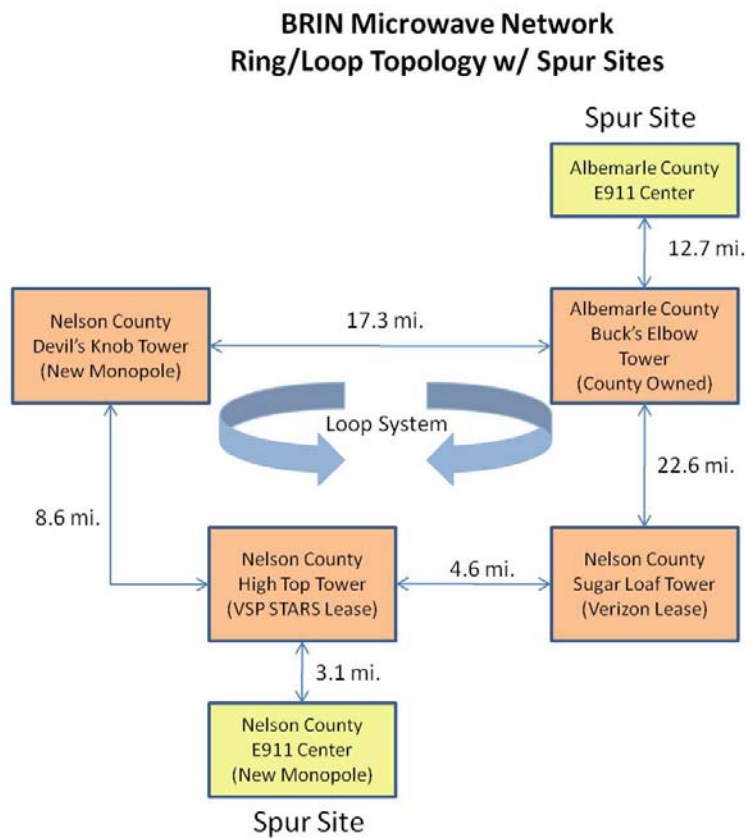 BRIN Microwave Network
Ring/Loop Topology w/ Spur Sites
Spur Site
Albemarle County
E911 Center
12.7 mi.
Nelson County
Devil's Knob Tower
(New Monopole)
17.3 mi.
Albemarle County
Buck's Elbow
Tower
(County Owned)
Loop System
8.6 mi.
22.6 mi.
Nelson County
High Top Tower
(VSP STARS Lease)
4.6 mi.
Nelson County
Sugar Loaf Tower
(Verizon Lease)
3.1 mi.
Nelson County
E911 Center
(New Monopole)
Spur Site